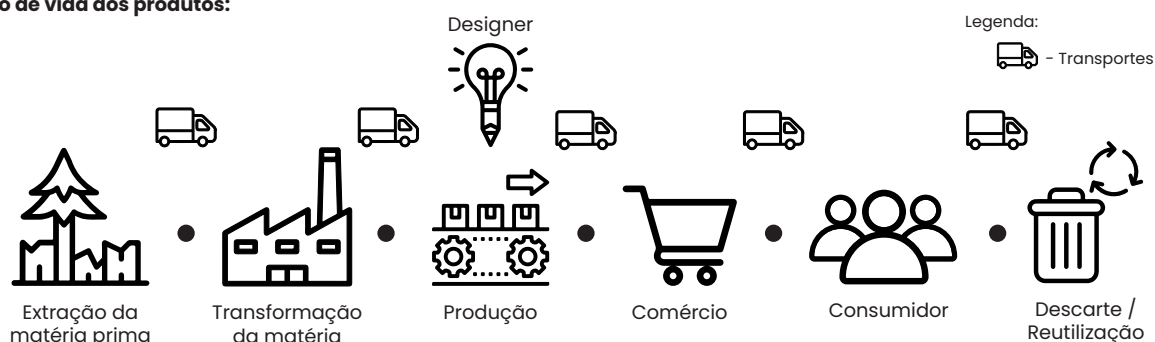 o de vida dos produtos:
Designer
Legenda:
- Transportes
Extração da
matéria prima
Transformação
da matéria
Produção
Comércio
Consumidor
Descarte /
Reutilização